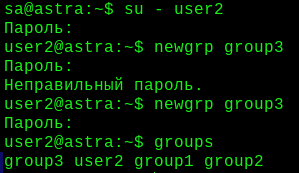 sa@astra:~$ su - user2
Пароль:
user2@astra:~$ newgrp group3
Пароль:
Неправильный пароль.
user2@astra:~$ newgrp group3
Пароль:
user2@astra:~$ groups
group3 user2 group1 group2